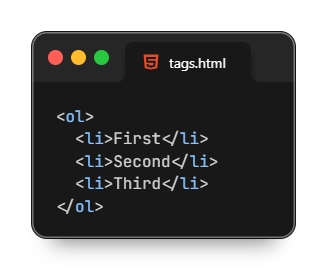 tags.html
<ol>
  <li>First</li>
  <li>Second</li>
  <li>Third</li>
</ol>